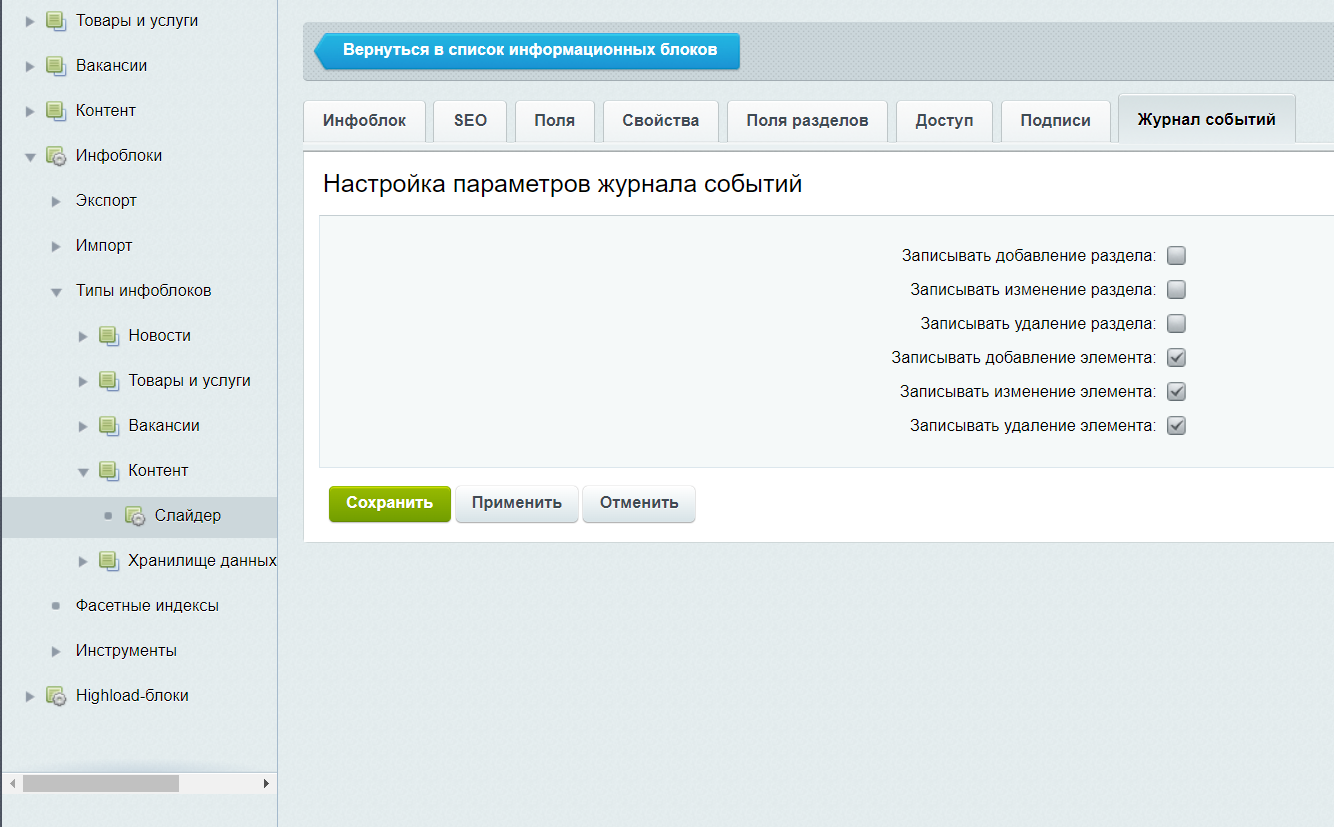 Товары и услуги
Вакансии
Контент
Инфоблоки
Экспорт
Импорт
Типы инфоблоков
Новости
Товары и услуги
Вакансии
Контент
Слайдер
Хранилище данных
Фасетные индексы
Инструменты
Highload-блоки
Вернуться в список информационных блоков
Инфоблок SEO Поля Свойства Поля разделов Доступ Подписи Журнал событий
Настройка параметров журнала событий
Записывать добавление раздела:
Записывать изменение раздела:
Записывать удаление раздела:
Записывать добавление элемента:
Записывать изменение элемента:
Записывать удаление элемента:
Сохранить Применить Отменить